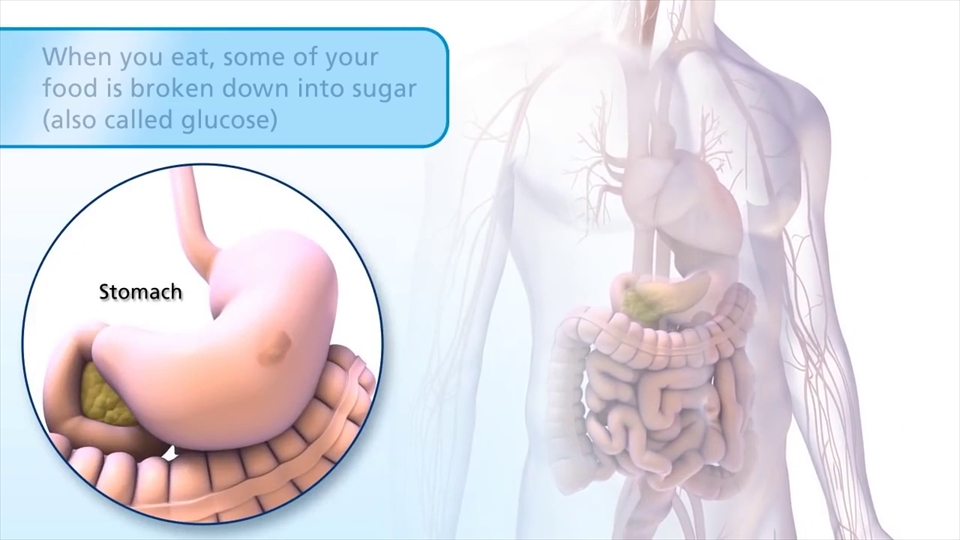 When you eat, some of your
food is broken down into sugar
(also called glucose)
Stomach